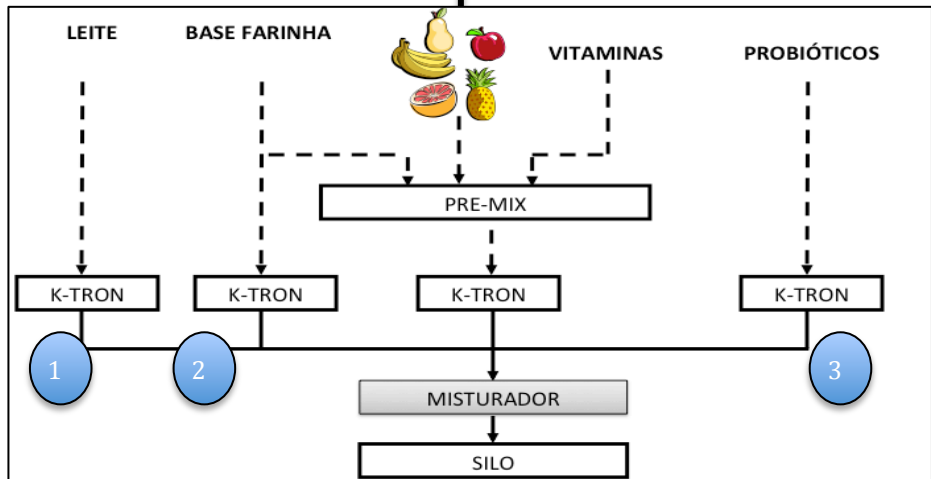 LEITE
BASE FARINHA
VITAMINAS
PROBIÓTICOS
PRE-MIX
K-TRON
K-TRON
K-TRON
K-TRON
1
2
3
MISTURADOR
SILO